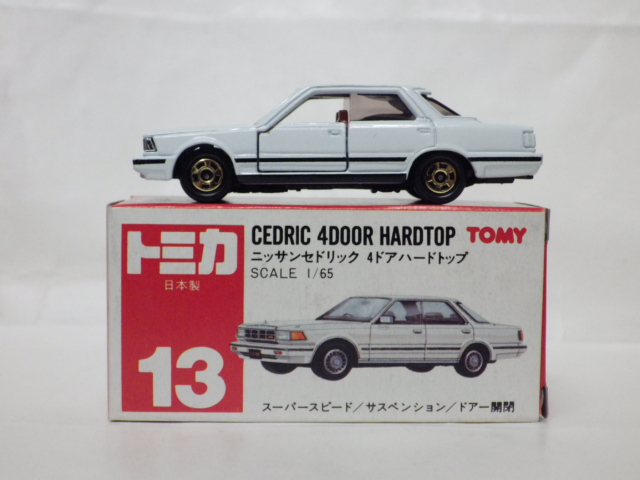 トミカ
日本製
13
CEDRIC 4DOOR HARDTOP TOMY
ニッサンセドリック 4ドアハードトップ
SCALE 1/65
スーパースピード/サスペンション/ドアー開閉